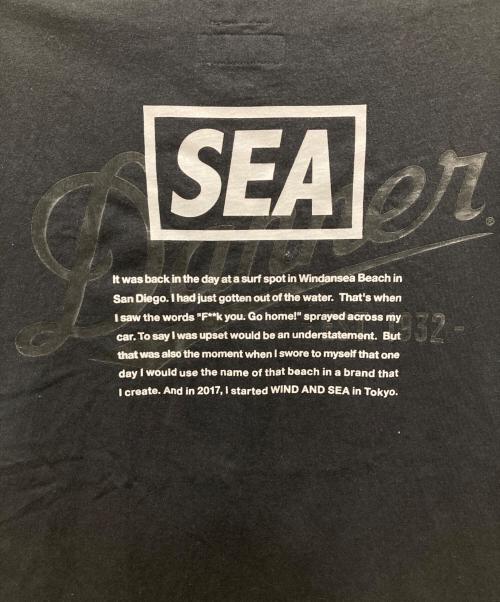 SEA
Danner®
- 1932 -
It was back in the day at a surf spot in Windansea Beach in
San Diego. I had just gotten out of the water. That's when
I saw the words "F**k you. Go home!" sprayed across my
car. To say I was upset would be an understatement. But
that was also the moment when I swore to myself that one
day I would use the name of that beach in a brand that
I create. And in 2017, I started WIND AND SEA in Tokyo.